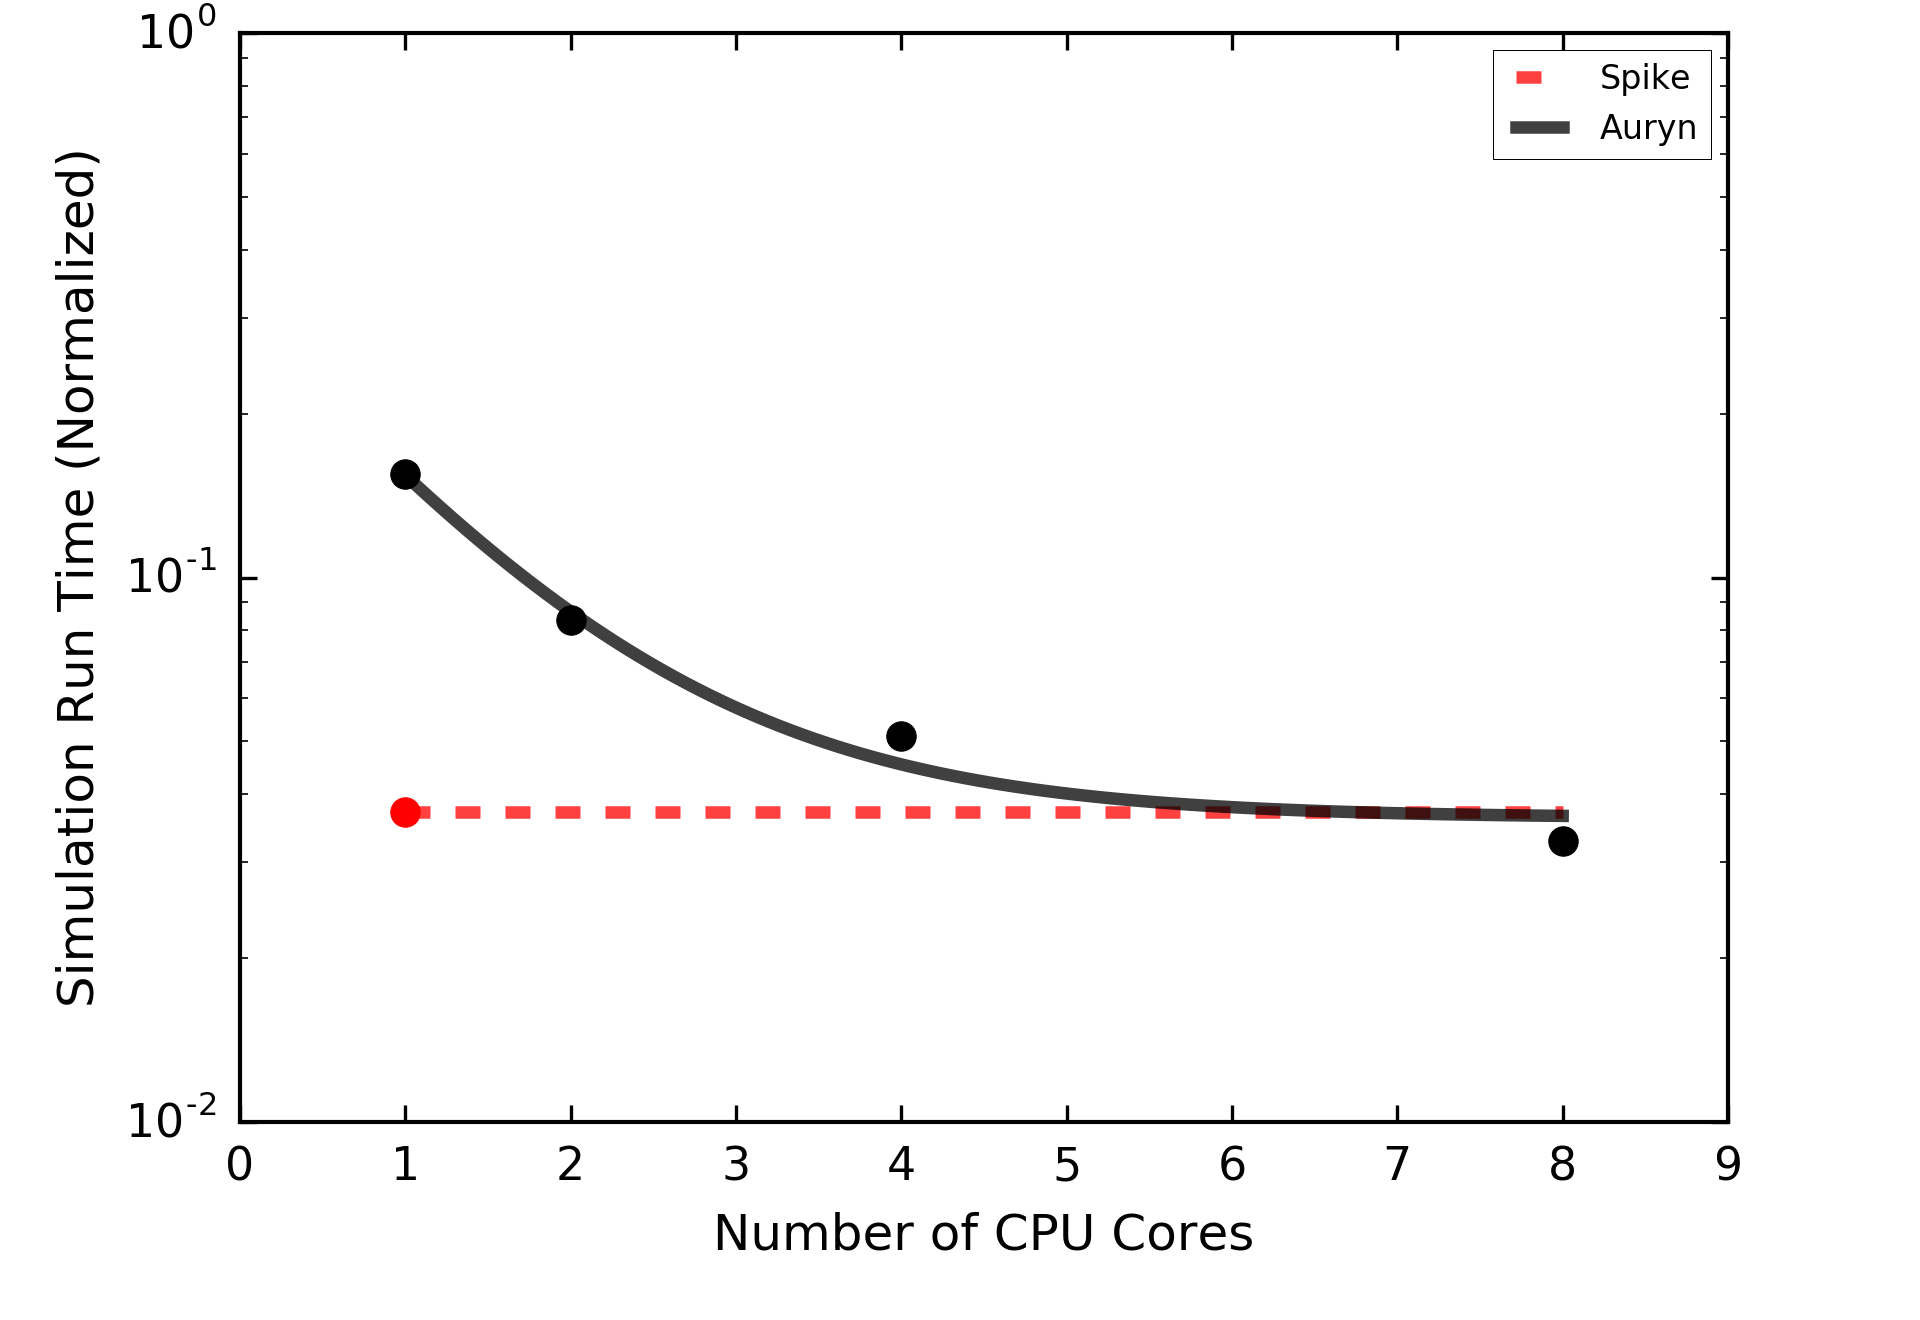 10^0
10^-1
10^-2
Simulation Run Time (Normalized)
Spike
Auryn
0 1 2 3 4 5 6 7 8 9
Number of CPU Cores